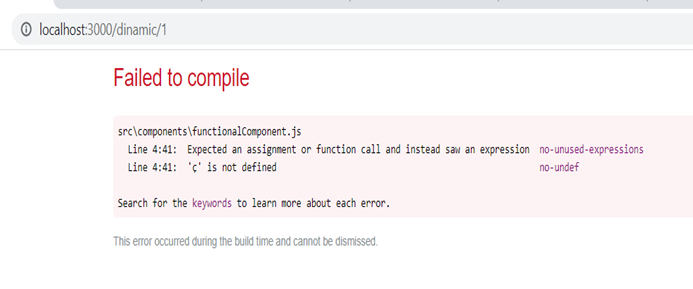 localhost:3000/dinamic/1
Failed to compile
src\components\functionalComponent.js
Line 4:41: Expected an assignment or function call and instead saw an expression no-unused-expressions
Line 4:41: 'ç' is not defined no-undef
Search for the keywords to learn more about each error.
This error occurred during the build time and cannot be dismissed.